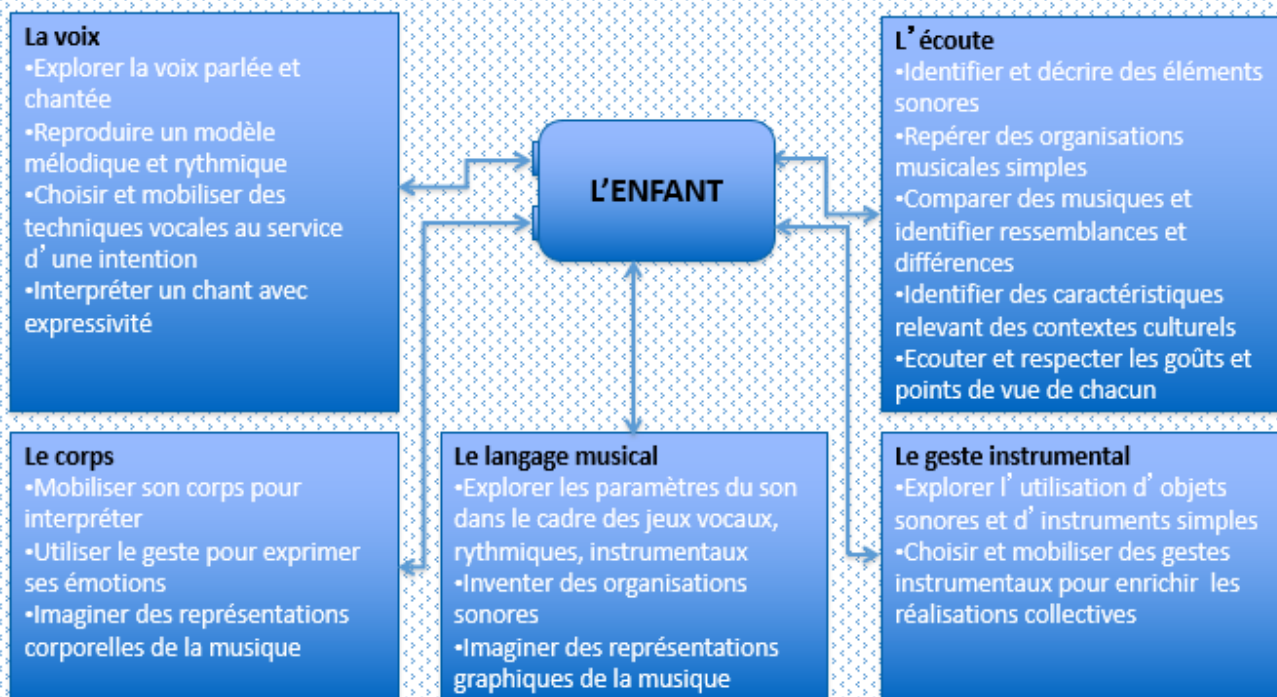 La voix
•Explorer la voix parlée et
chantée
•Reproduire un modèle
mélodique et rythmique
•Choisir et mobiliser des
techniques vocales au service
d’ une intention
•Interpréter un chant avec
expressivité
L’ENFANT
L’ écoute
•Identifier et décrire des éléments
sonores
•Repérer des organisations
musicales simples
•Comparer des musiques et
identifier ressemblances et
différences
•Identifier des caractéristiques
relevant des contextes culturels
•Ecouter et respecter les goûts et
points de vue de chacun
Le corps
•Mobiliser son corps pour
interpréter
•Utiliser le geste pour exprimer
ses émotions
•Imaginer des représentations
corporelles de la musique
Le langage musical
•Explorer les paramètres du son
dans le cadre des jeux vocaux,
rythmiques, instrumentaux
•Inventer des organisations
sonores
•Imaginer des représentations
graphiques de la musique
Le geste instrumental
•Explorer l’ utilisation d’ objets
sonores et d’ instruments simples
•Choisir et mobiliser des gestes
instrumentaux pour enrichir les
réalisations collectives